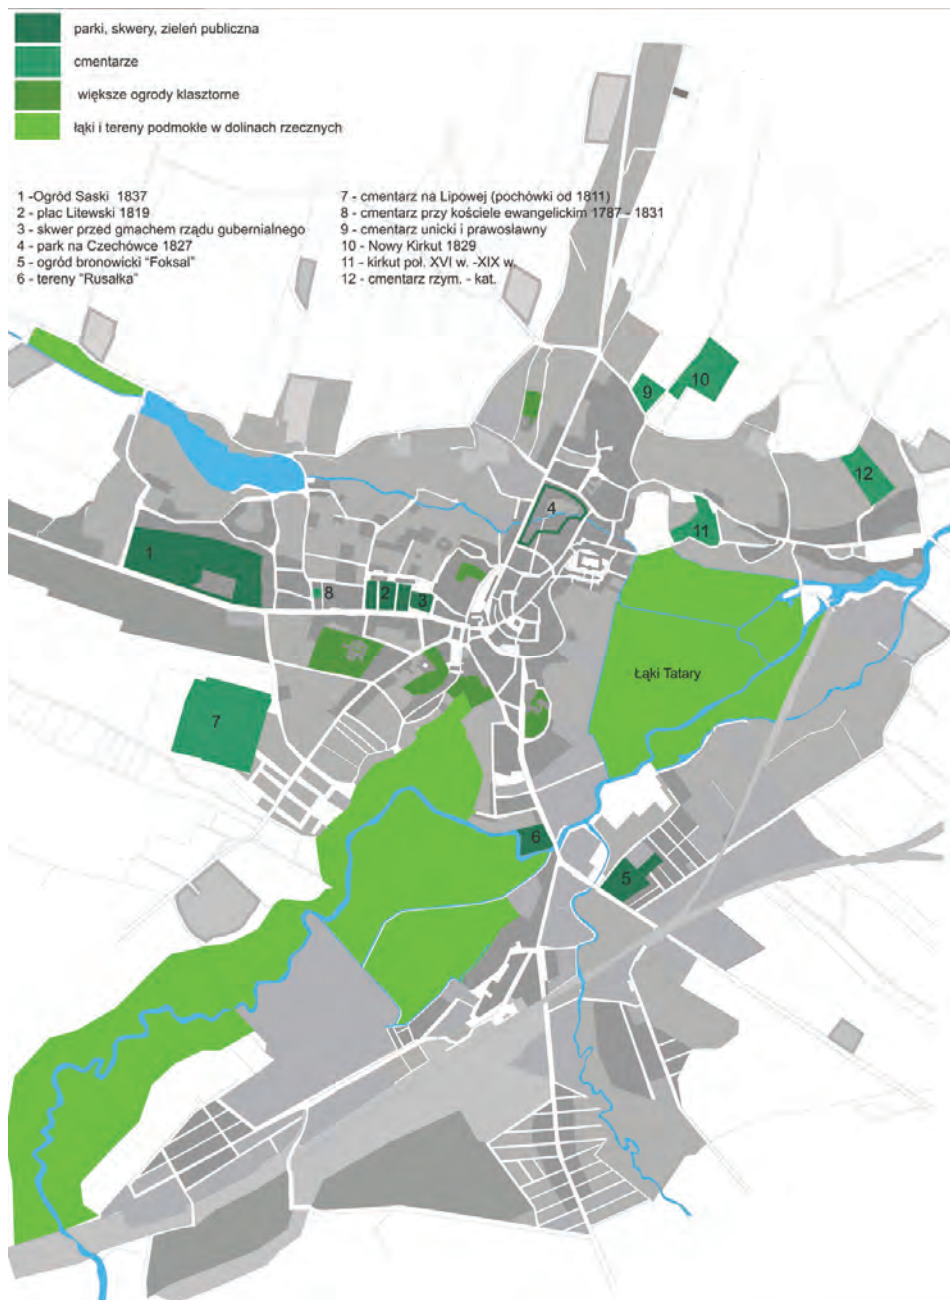 parki, skwery, zieleń publiczna
cmentarze
większe ogrody klasztorne
łąki i tereny podmokłe w dolinach rzecznych
1 -Ogród Saski 1837
2 - plac Litewski 1819
3 - skwer przed gmachem rządu gubernialnego
4 - park na Czechówce 1827
5 - ogród bronowicki "Foksal"
6 - tereny "Rusałka"
7 - cmentarz na Lipowej (pochówki od 1811)
8 - cmentarz przy kościele ewangelickim 1787 - 1831
9 - cmentarz unicki i prawosławny
10 - Nowy Kirkut 1829
11 - kirkut poł. XVI w. -XIX w.
12 - cmentarz rzym. - kat.
10
9
12
4
11
1
8
2
3
Łąki Tatary
7
6
5